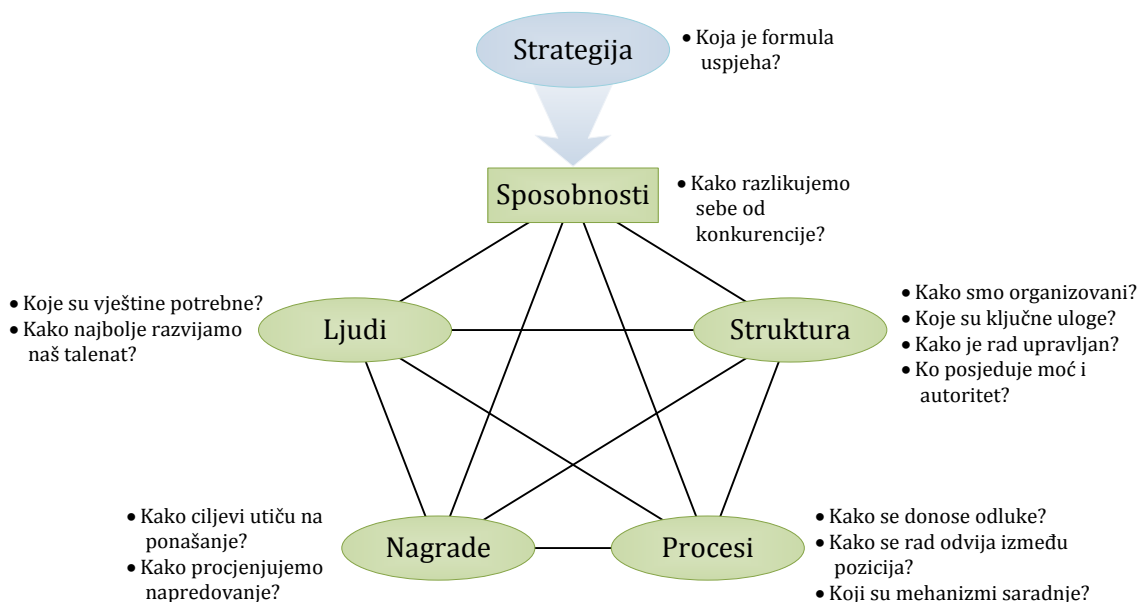 Strategija
• Koja je formula
uspjeha?
Sposobnosti
• Kako razlikujemo
sebe od
konkurencije?
• Koje su vještine potrebne?
• Kako najbolje razvijamo
naš talenat?
Ljudi
Struktura
• Kako smo organizovani?
• Koje su ključne uloge?
• Kako je rad upravljan?
• Ko posjeduje moć i
autoritet?
• Kako ciljevi utiču na
ponašanje?
• Kako procjenjujemo
napredovanje?
Nagrade
Procesi
• Kako se donose odluke?
• Kako se rad odvija između
pozicija?
• Koji su mehanizmi saradnje?